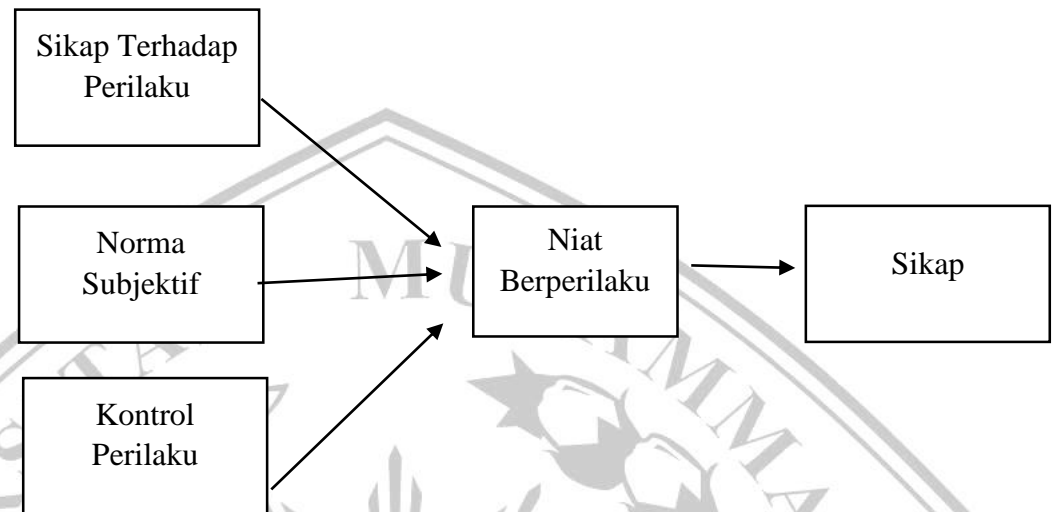 Sikap Terhadap
Perilaku
Norma
Subjektif
Niat
Berperilaku
Sikap
Kontrol
Perilaku